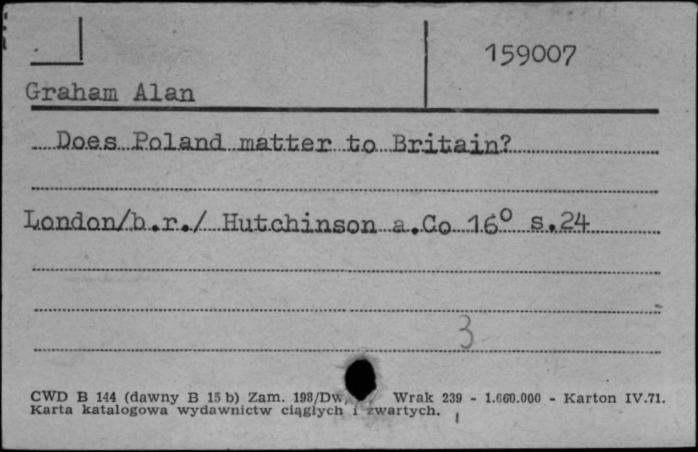 159007
Graham Alan
Does Poland matter to Britain?
London/b.r./ Hutchinson a.Co 16° s.24
3
CWD B 144 (dawny B 15 b) Zam. 198/Dw Wrak 239 - 1.660.000 - Karton IV.71.
Karta katalogowa wydawnictw ciągłych i zwartych.